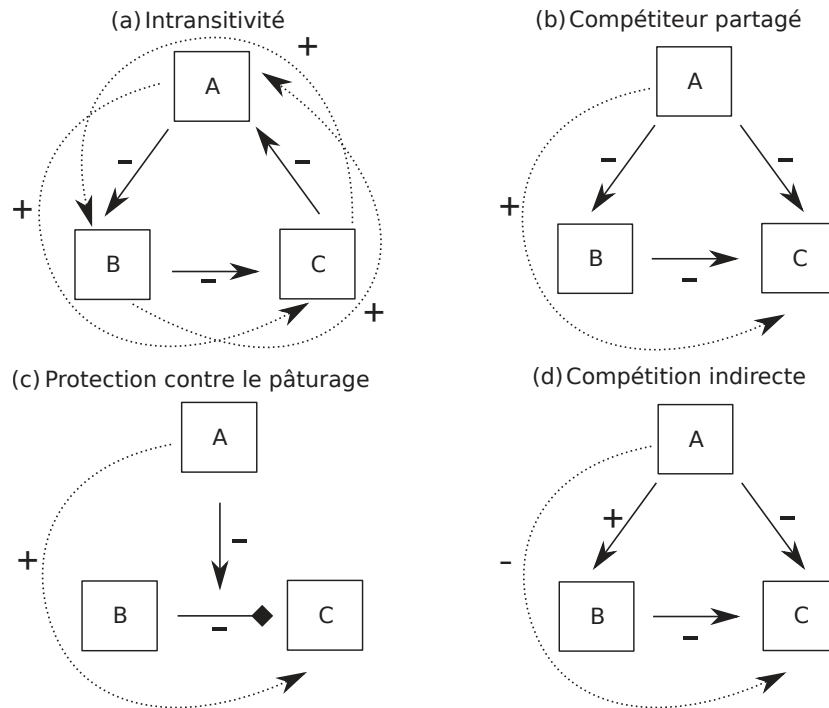 (a) Intransitivité
+
A
–
–
+
B
C
–
+
(b) Compétiteur partagé
A
–
–
+
B
C
–
(c) Protection contre le pâturage
A
+
–
B
C
–
(d) Compétition indirecte
A
+
–
–
B
C
–